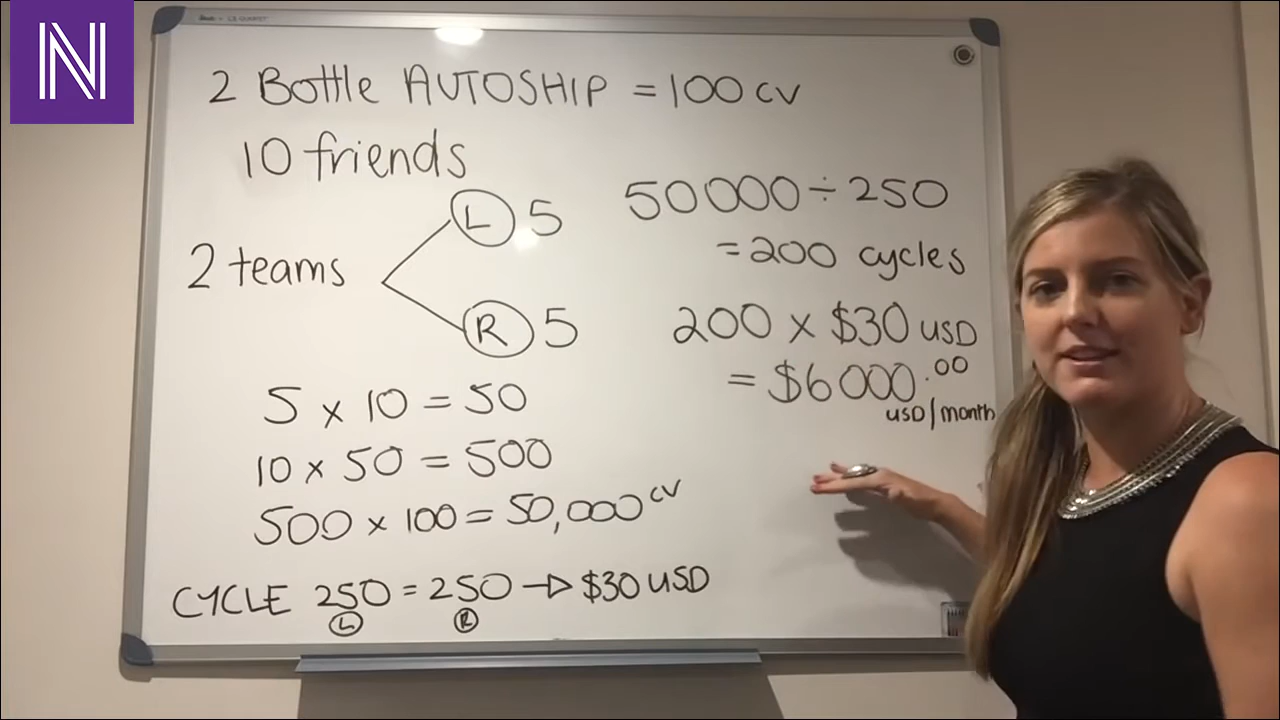 N
2 Bottle AUTOSHIP = 100 CV
10 friends
2 teams
L 5
R 5
5 x 10 = 50
10 x 50 = 500
500 x 100 = 50,000 CV
CYCLE 250 = 250 → $30 USD
L R
50000 ÷ 250
= 200 cycles
200 x $30 USD
= $6000.00
USD/month